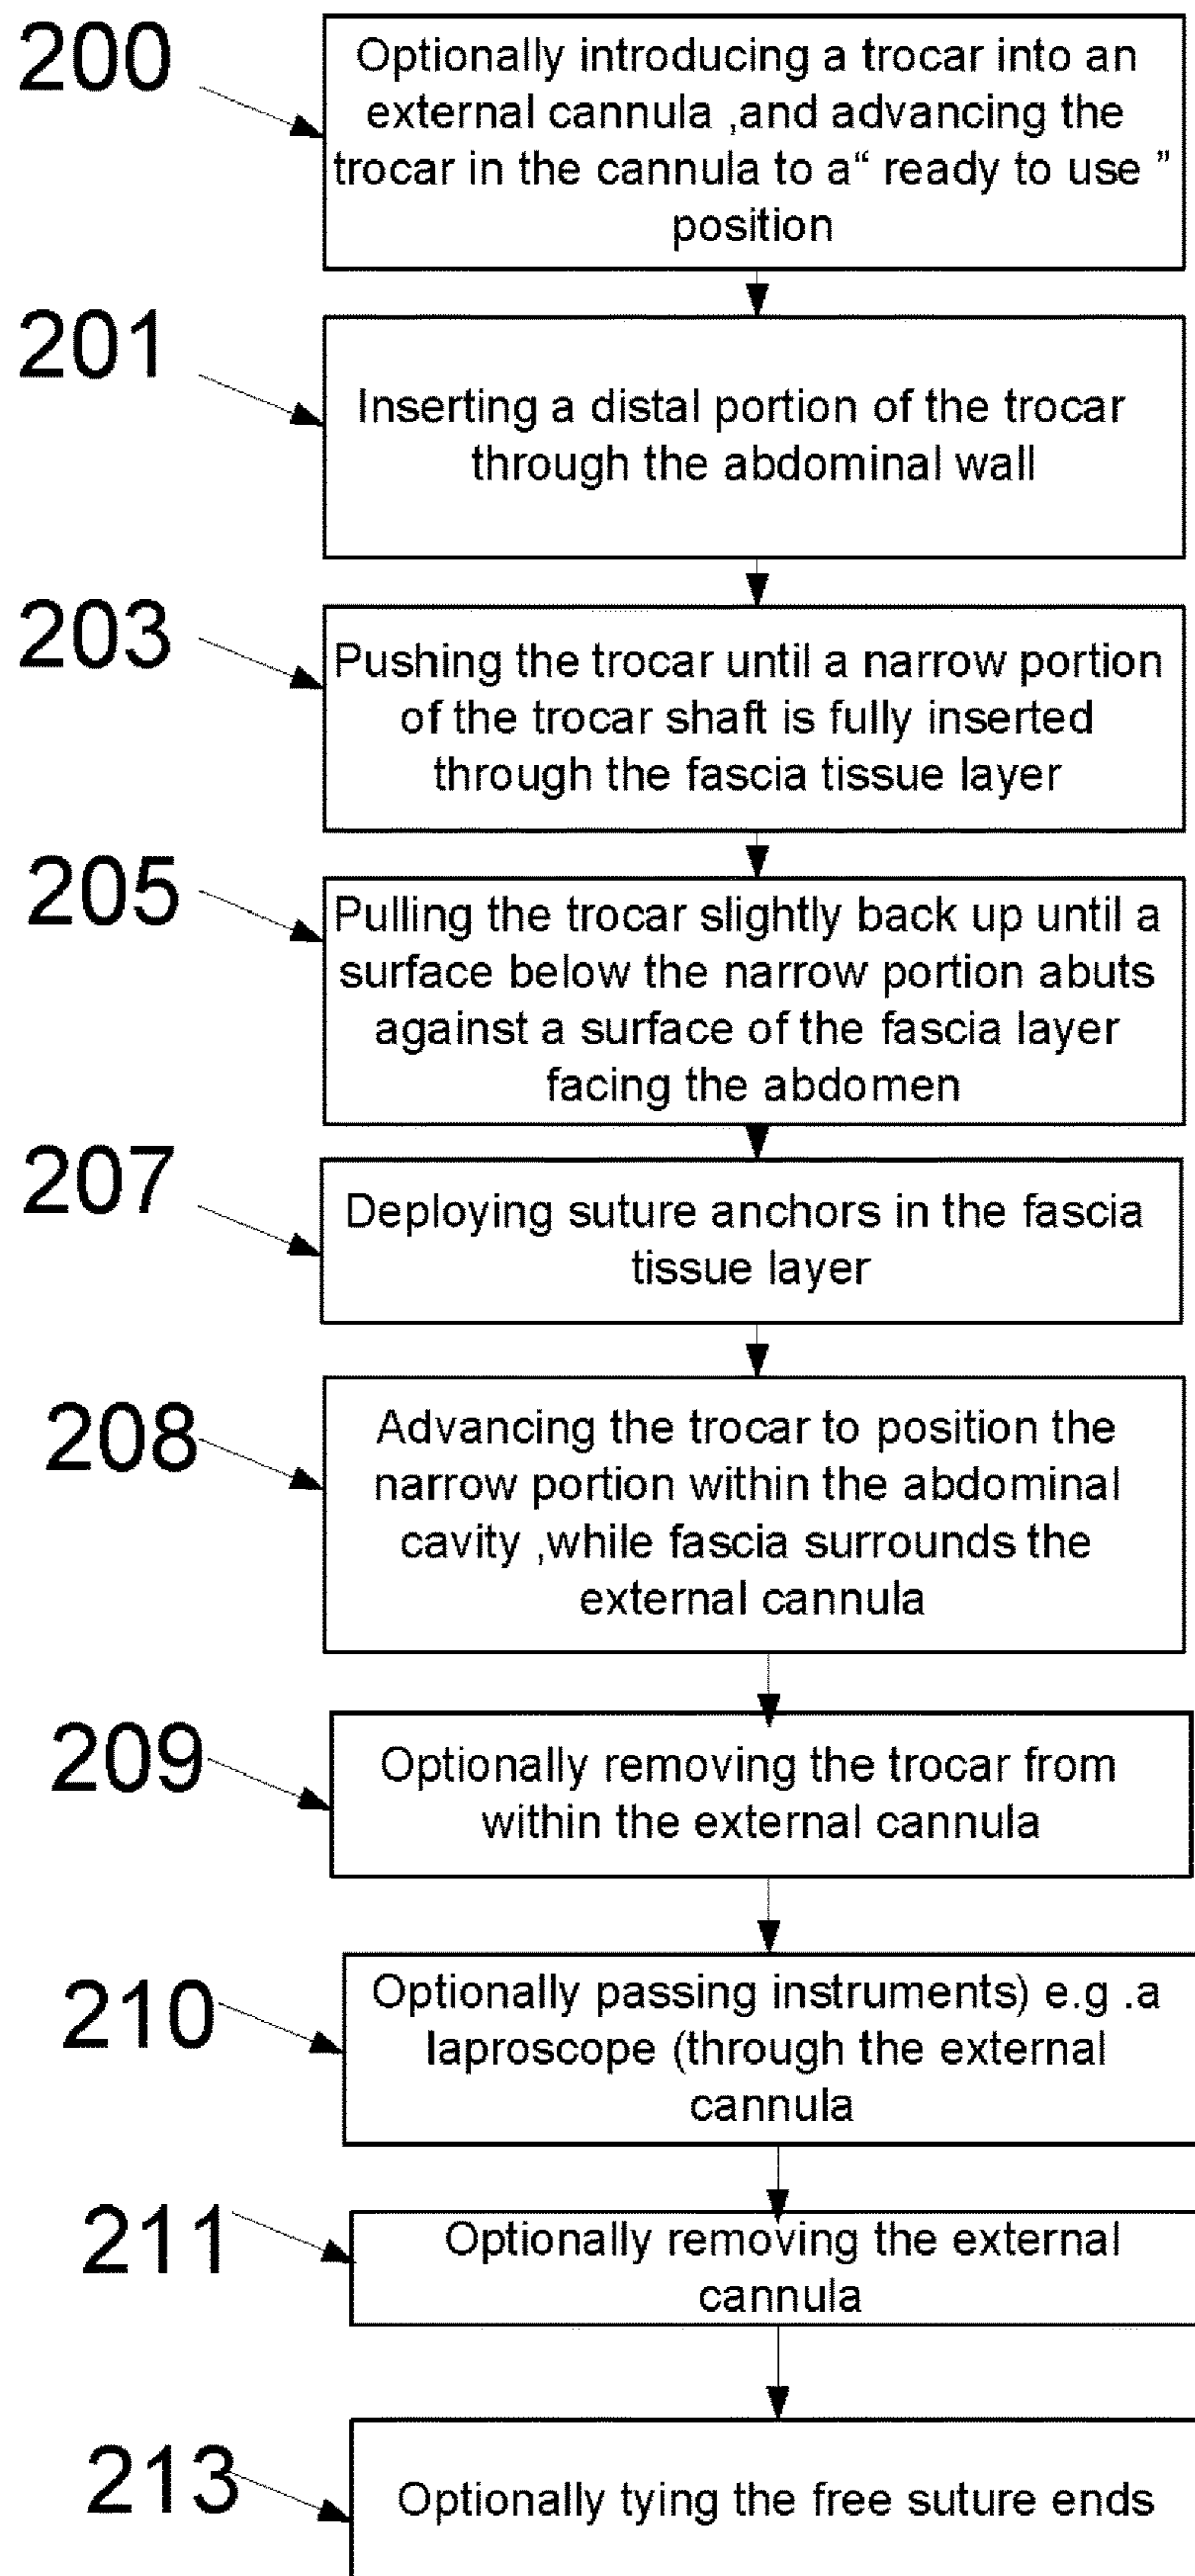 200
Optionally introducing a trocar into an
external cannula ,and advancing the
trocar in the cannula to a“ ready to use ”
position
201
Inserting a distal portion of the trocar
through the abdominal wall
203
Pushing the trocar until a narrow portion
of the trocar shaft is fully inserted
through the fascia tissue layer
205
Pulling the trocar slightly back up until a
surface below the narrow portion abuts
against a surface of the fascia layer
facing the abdomen
207
Deploying suture anchors in the fascia
tissue layer
208
Advancing the trocar to position the
narrow portion within the abdominal
cavity ,while fascia surrounds the
external cannula
209
Optionally removing the trocar from
within the external cannula
210
Optionally passing instruments) e.g .a
laproscope (through the external
cannula
211
Optionally removing the external
cannula
213
Optionally tying the free suture ends